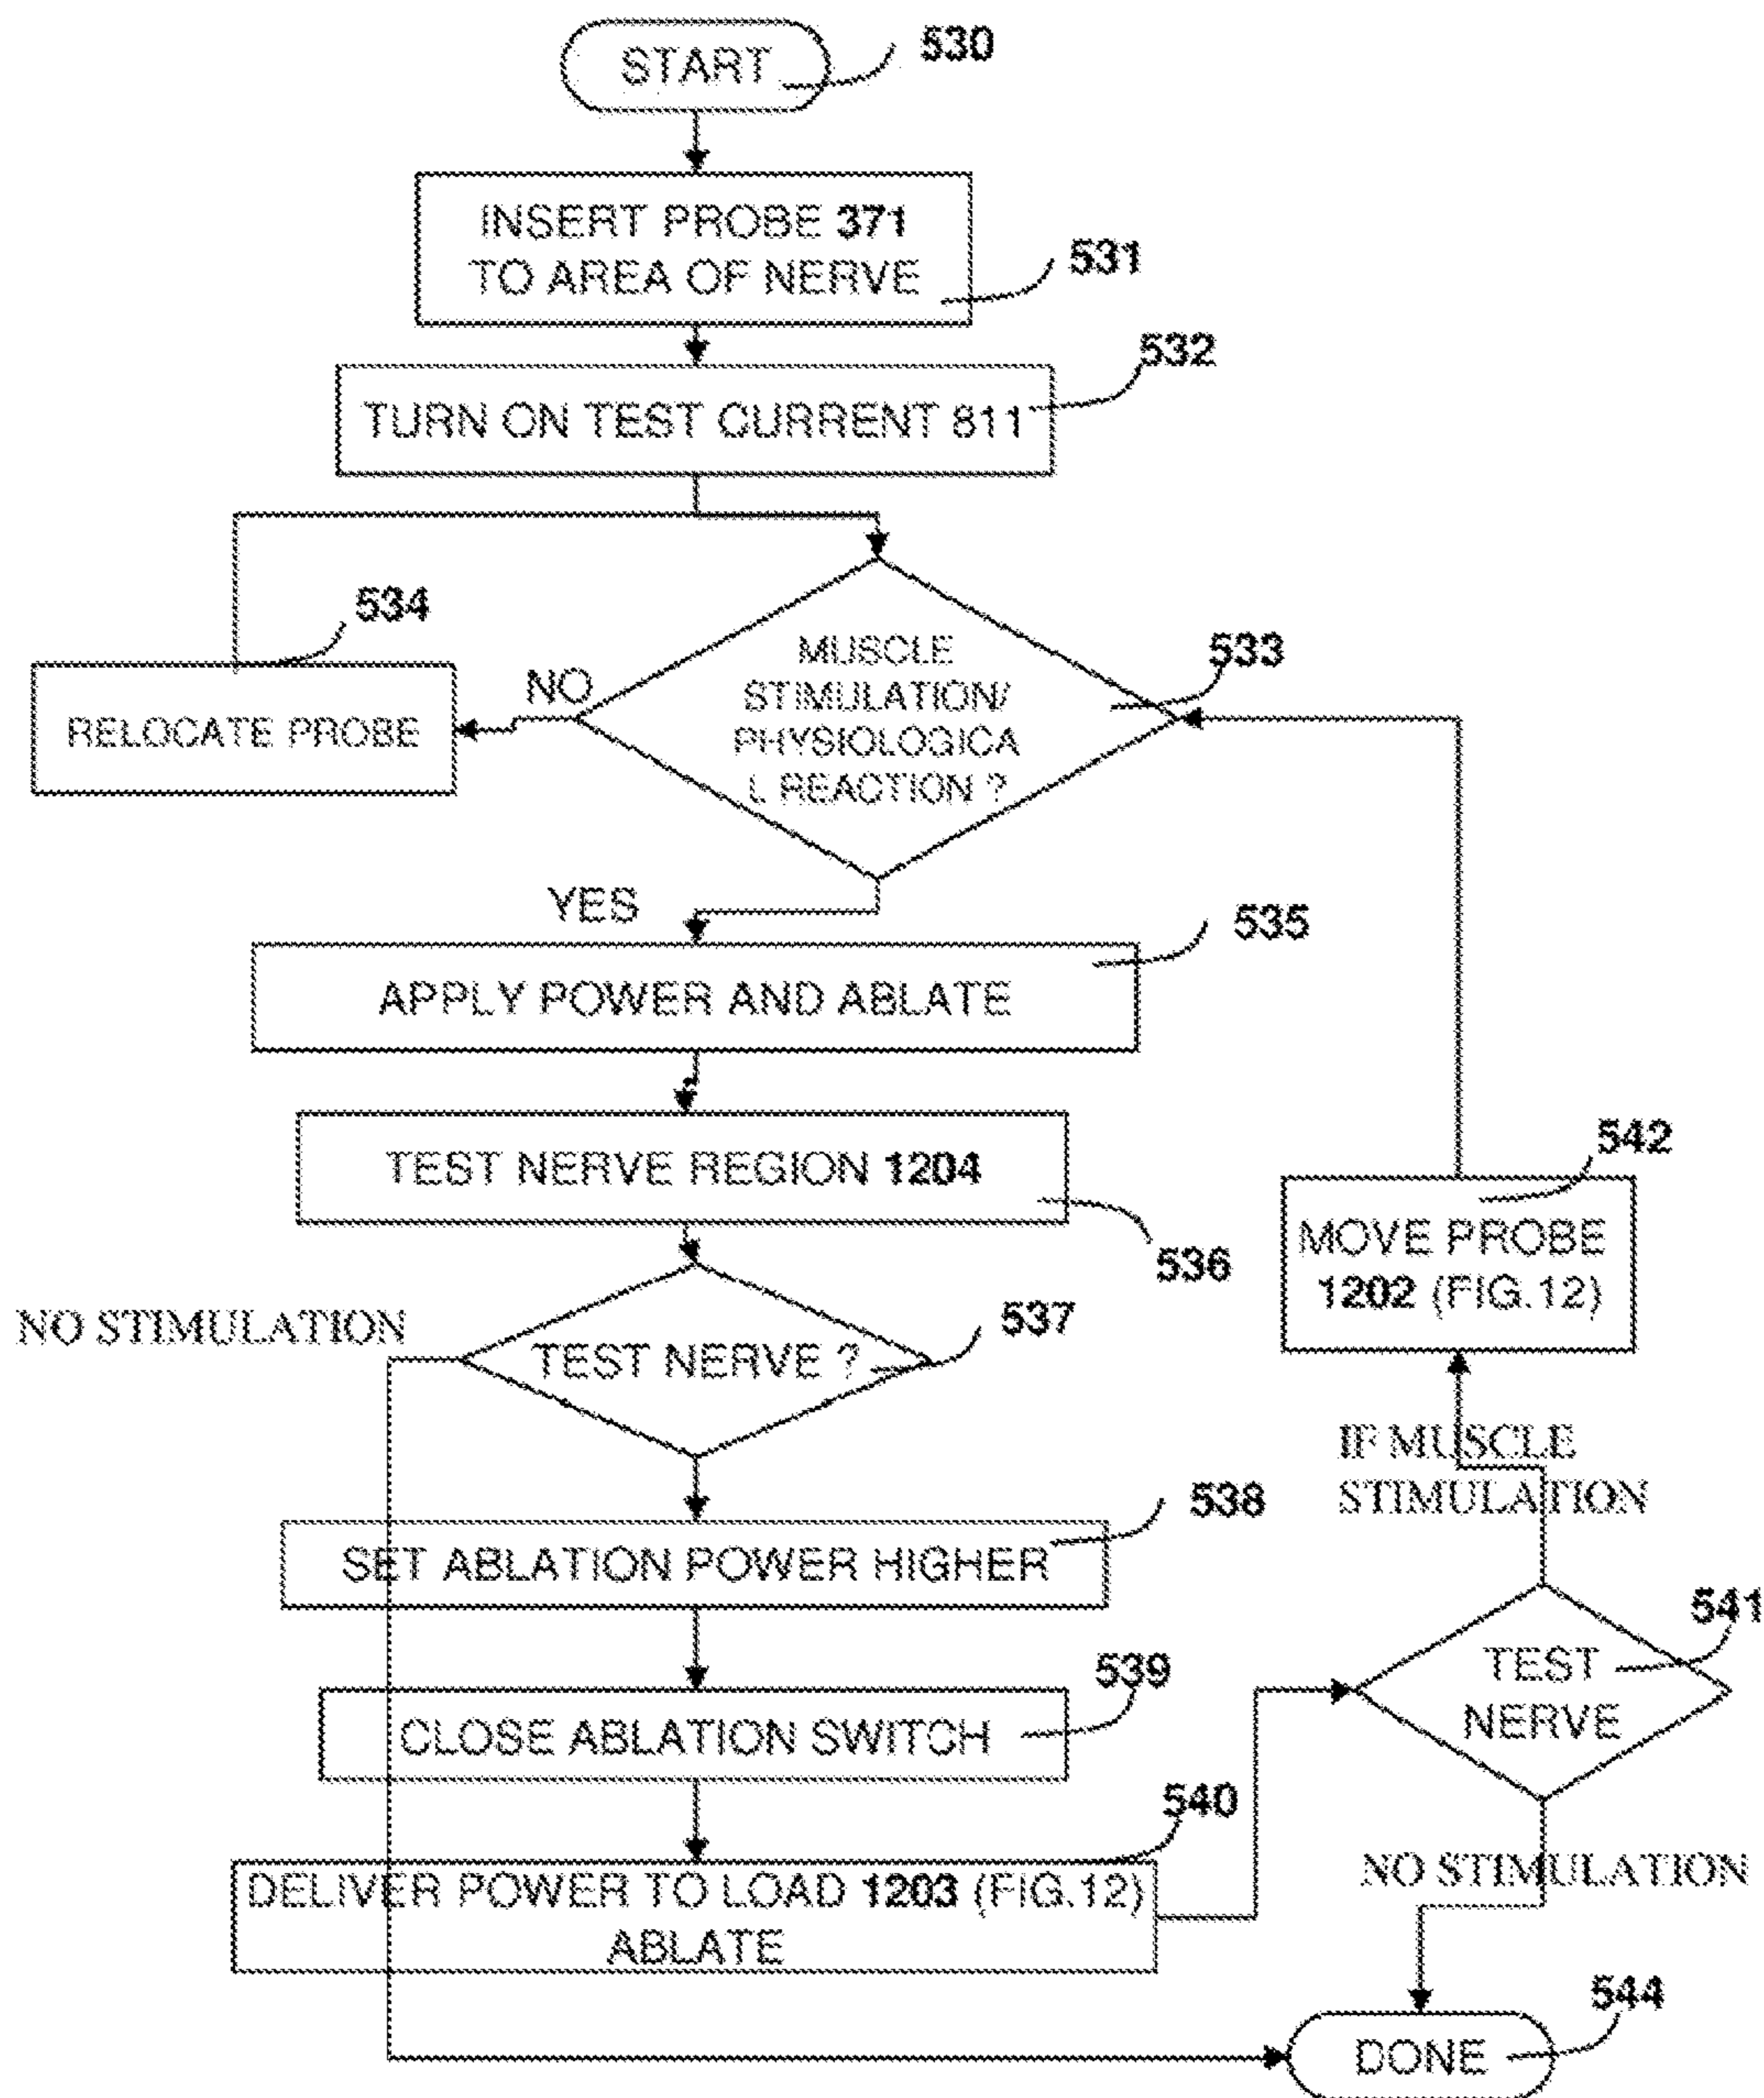 START
530
INSERT PROBE 371
TO AREA OF NERVE
531
532
TURN ON TEST CURRENT 811
534
MUSCLE
STIMULATION/
PHYSIOLOGICA
L REACTION ?
533
NO
RELOCATE PROBE
YES
535
APPLY POWER AND ABLATE
TEST NERVE REGION 1204
536
542
MOVE PROBE
1202 (FIG.12)
NO STIMULATION
TEST NERVE ?
537
IF MUSCLE
STIMULATION
538
SET ABLATION POWER HIGHER
541
TEST
NERVE
539
CLOSE ABLATION SWITCH
540
DELIVER POWER TO LOAD 1203 (FIG.12)
ABLATE
NO STIMULATION
544
DONE